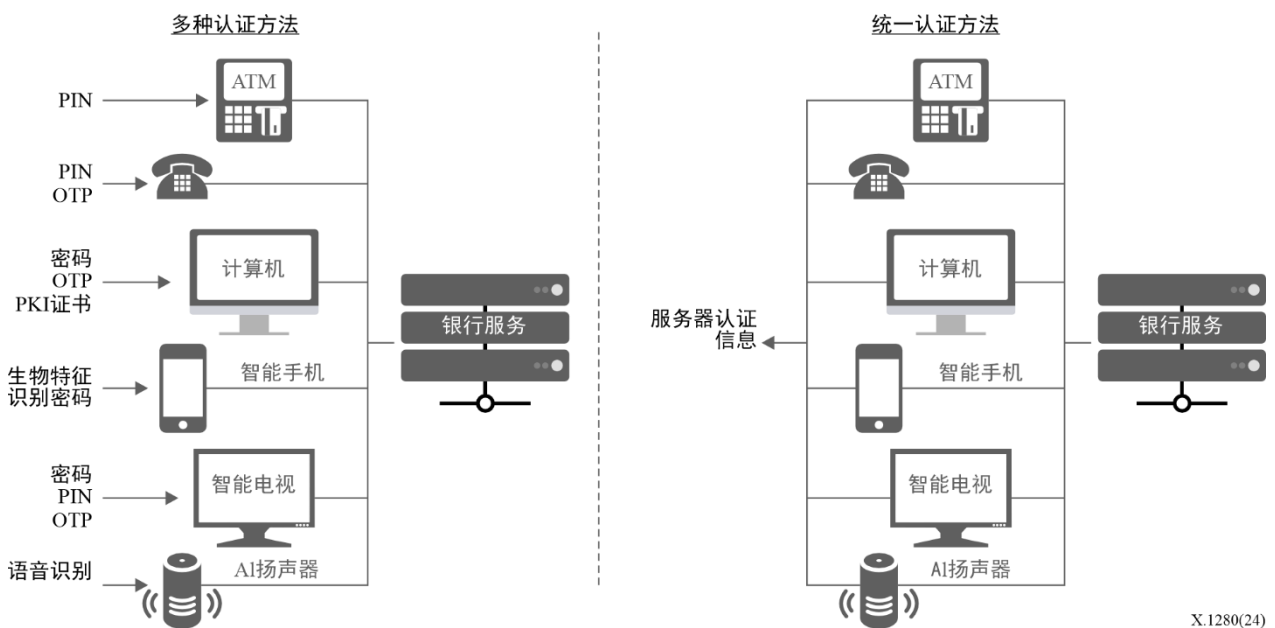 多种认证方法
PIN
ATM
PIN
OTP
密码
OTP
PKI证书
计算机
银行服务
生物特征
识别密码
智能手机
密码
PIN
OTP
智能电视
语音识别
AI扬声器
统一认证方法
ATM
计算机
服务器认证
信息
银行服务
智能手机
智能电视
AI扬声器
X.1280(24)